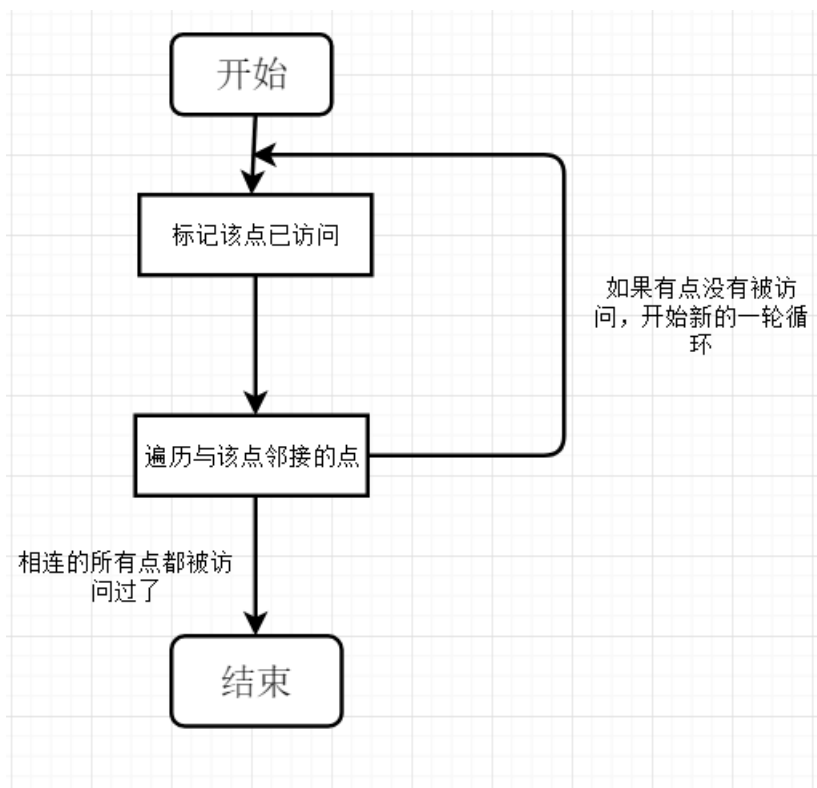 开始
标记该点已访问
如果有点没有被访
问，开始新的一轮循
环
遍历与该点邻接的点
相连的所有点都被访
问过了
结束